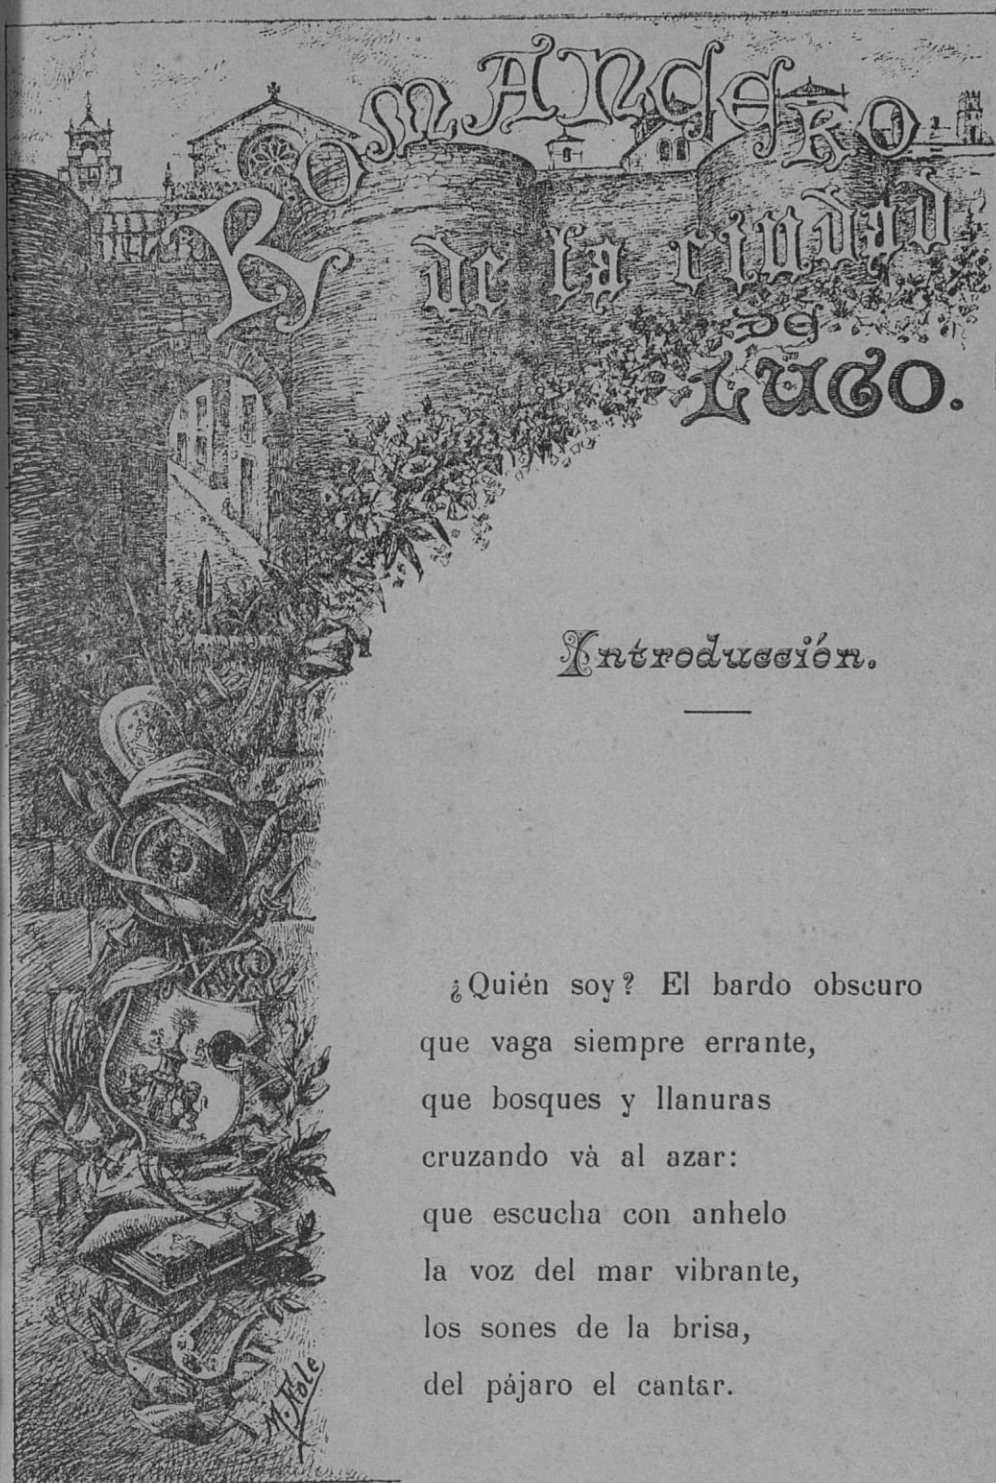 ROMANCERO
de la ciudad
DE
LUGO.
Introducción.
¿Quién soy? El bardo obscuro
que vaga siempre errante,
que bosques y llanuras
cruzando và al azar:
que escucha con anhelo
la voz del mar vibrante,
los sones de la brisa,
del pájaro el cantar.
M. Role